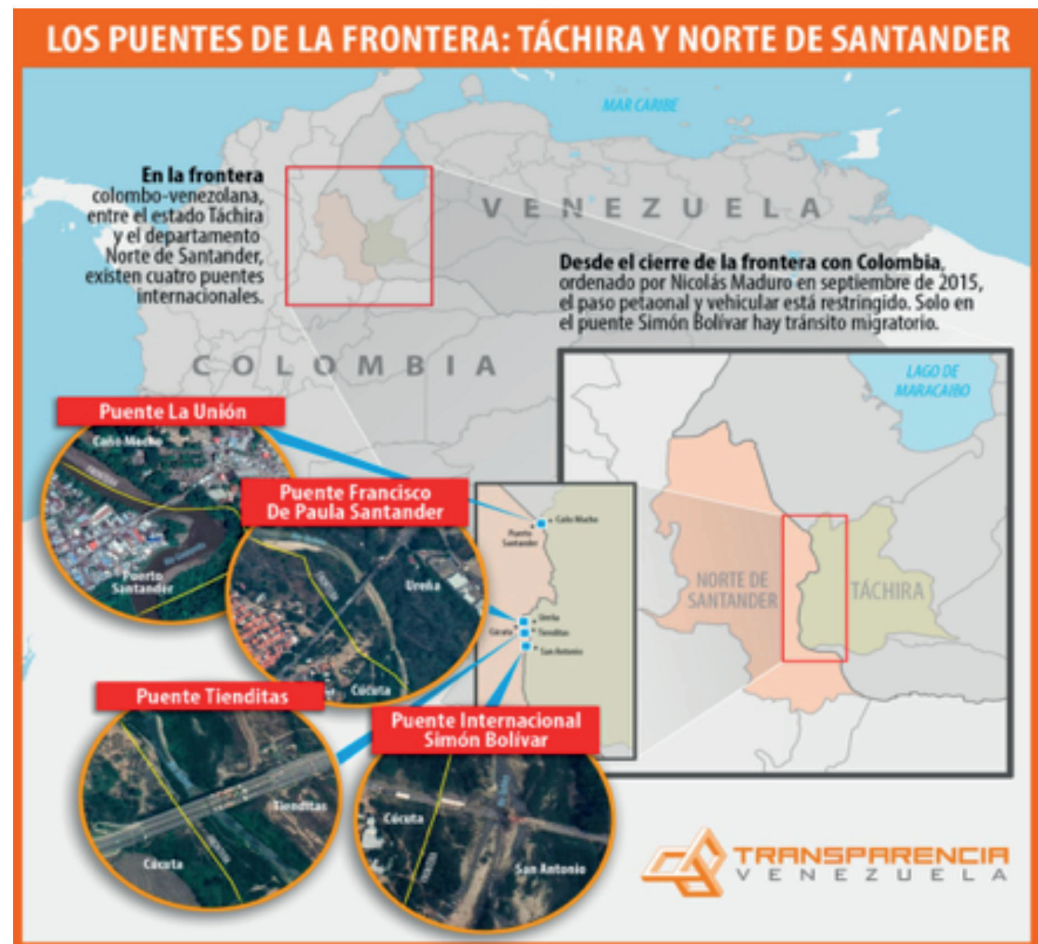 LOS PUENTES DE LA FRONTERA: TÁCHIRA Y NORTE DE SANTANDER
MAR CARIBE
En la frontera
colombo-venezolana,
entre el estado Táchira
y el departamento
Norte de Santander,
existen cuatro puentes
internacionales.
VENEZUELA
Desde el cierre de la frontera con Colombia,
ordenado por Nicolás Maduro en septiembre de 2015,
el paso petaonal y vehicular está restringido. Solo en
el puente Simón Bolívar hay tránsito migratorio.
COLOMBIA
LAGO DE
MARACAIBO
NORTE DE
SANTANDER
TÁCHIRA
Puente La Unión
Caño Mocho
FRONTERA
Puerto
Santander
Puente Francisco
De Paula Santander
FRONTERA
Ureña
Cúcuta
Caño Mocho
Puerto
Santander
Ureña
Cúcuta
Tienditas
San Antonio
Puente Tienditas
Tienditas
FRONTERA
Cúcuta
Puente Internacional
Simón Bolívar
Cúcuta
FRONTERA
San Antonio
TRANSPARENCIA
VENEZUELA